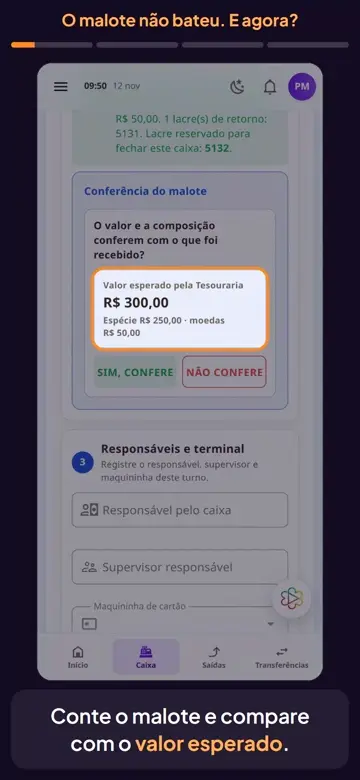 O malote não bateu. E agora?
09:50 12 nov
PM
R$ 50,00. 1 lacre(s) de retorno:
5131. Lacre reservado para
fechar este caixa: 5132.
Conferência do malote
O valor e a composição
conferem com o que foi
recebido?
Valor esperado pela Tesouraria
R$ 300,00
Espécie R$ 250,00 · moedas
R$ 50,00
SIM, CONFERE
NÃO CONFERE
3
Responsáveis e terminal
Registre o responsável, supervisor e
maquininha deste turno.
Responsável pelo caixa
Supervisor responsável
Maquininha de cartão
Início
Caixa
Saídas
Transferências
Conte o malote e compare
com o valor esperado.